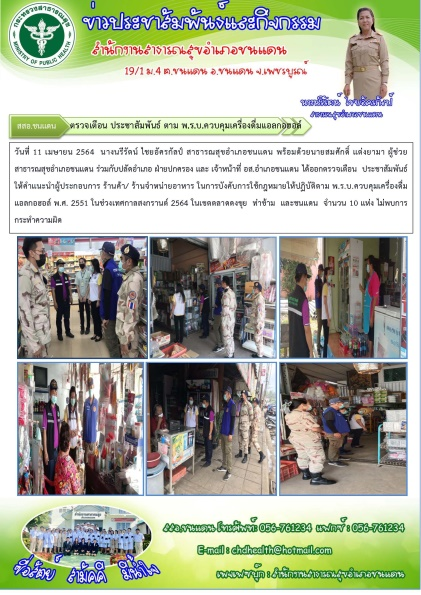 กระทรวงสาธารณสุข
MINISTRY OF PUBLIC HEALTH
ข่าวประชาสัมพันธ์และกิจกรรม
สำนักงานสาธารณสุขอำเภอชนแดน
19/1 ม.4 ต.ชนแดน อ.ชนแดน จ.เพชรบูรณ์
นางนรีรัตน์ ไชยอัครกัลป์
สาธารณสุขอำเภอชนแดน
สสอ.ชนแดน
ตรวจเตือน ประชาสัมพันธ์ ตาม พ.ร.บ.ควบคุมเครื่องดื่มแอลกอฮอล์
วันที่ 11 เมษายน 2564 นางนรีรัตน์ ไชยอัครกัลป์ สาธารณสุขอำเภอชนแดน พร้อมด้วยนายสมศักดิ์ แต่งยามา ผู้ช่วย
สาธารณสุขอำเภอชนแดน ร่วมกับปลัดอำเภอ ฝ่ายปกครอง และ เจ้าหน้าที่ อส.อำเภอชนแดน ได้ออกตรวจเตือน ประชาสัมพันธ์
ให้คำแนะนำผู้ประกอบการ ร้านค้า/ ร้านจำหน่ายอาหาร ในการบังคับการใช้กฎหมายให้ปฏิบัติตาม พ.ร.บ.ควบคุมเครื่องดื่ม
แอลกอฮอล์ พ.ศ. 2551 ในช่วงเทศกาลสงกรานต์ 2564 ในเขตตลาดดงขุย ท่าข้าม และชนแดน จำนวน 10 แห่ง ไม่พบการ
กระทำความผิด
สสอ.ชนแดน โทรศัพท์: 056-761234 แฟกซ์ : 056-761234
E-mail : chdhealth@hotmail.com
เพจเฟซบุ๊ก : สำนักงานสาธารณสุขอำเภอชนแดน
ซื่อสัตย์ สามัคคี มีน้ำใจ